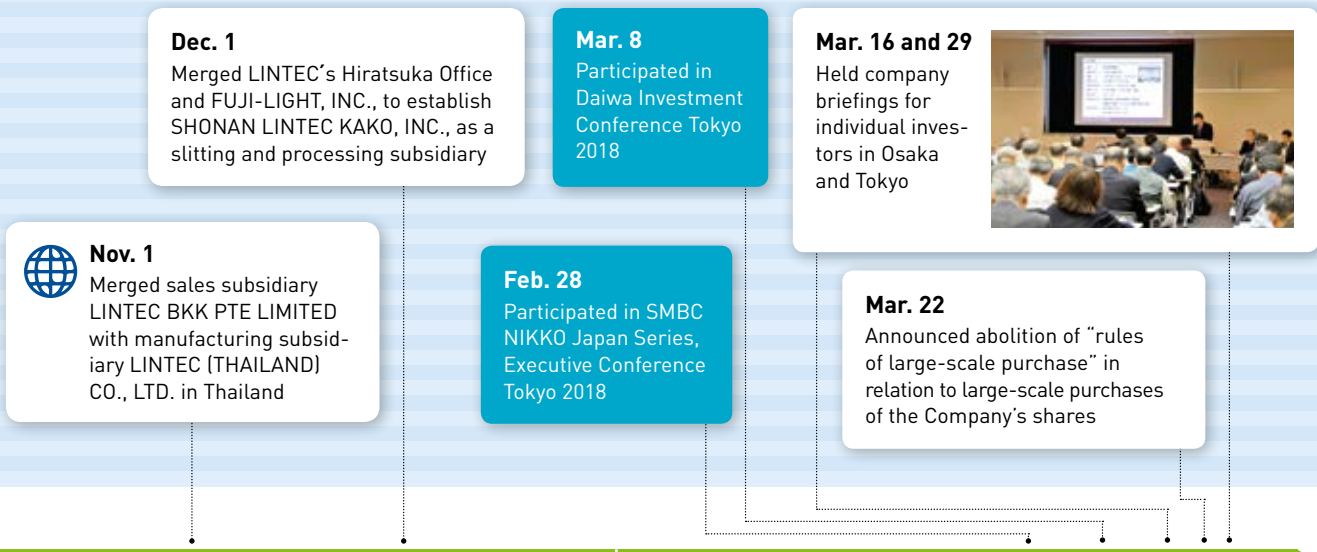 Dec. 1
Merged LINTEC´s Hiratsuka Office
and FUJI-LIGHT, INC., to establish
SHONAN LINTEC KAKO, INC., as a
slitting and processing subsidiary
Mar. 8
Participated in
Daiwa Investment
Conference Tokyo
2018
Mar. 16 and 29
Held company
briefings for
individual inves-
tors in Osaka
and Tokyo
Nov. 1
Merged sales subsidiary
LINTEC BKK PTE LIMITED
with manufacturing subsid-
iary LINTEC (THAILAND)
CO., LTD. in Thailand
Feb. 28
Participated in SMBC
NIKKO Japan Series,
Executive Conference
Tokyo 2018
Mar. 22
Announced abolition of “rules
of large-scale purchase” in
relation to large-scale purchases
of the Company’s shares